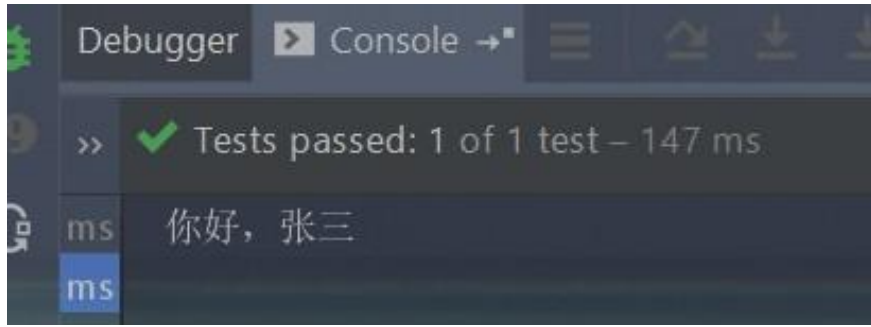 Debugger Console
Tests passed: 1 of 1 test – 147 ms
ms 你好，张三
ms